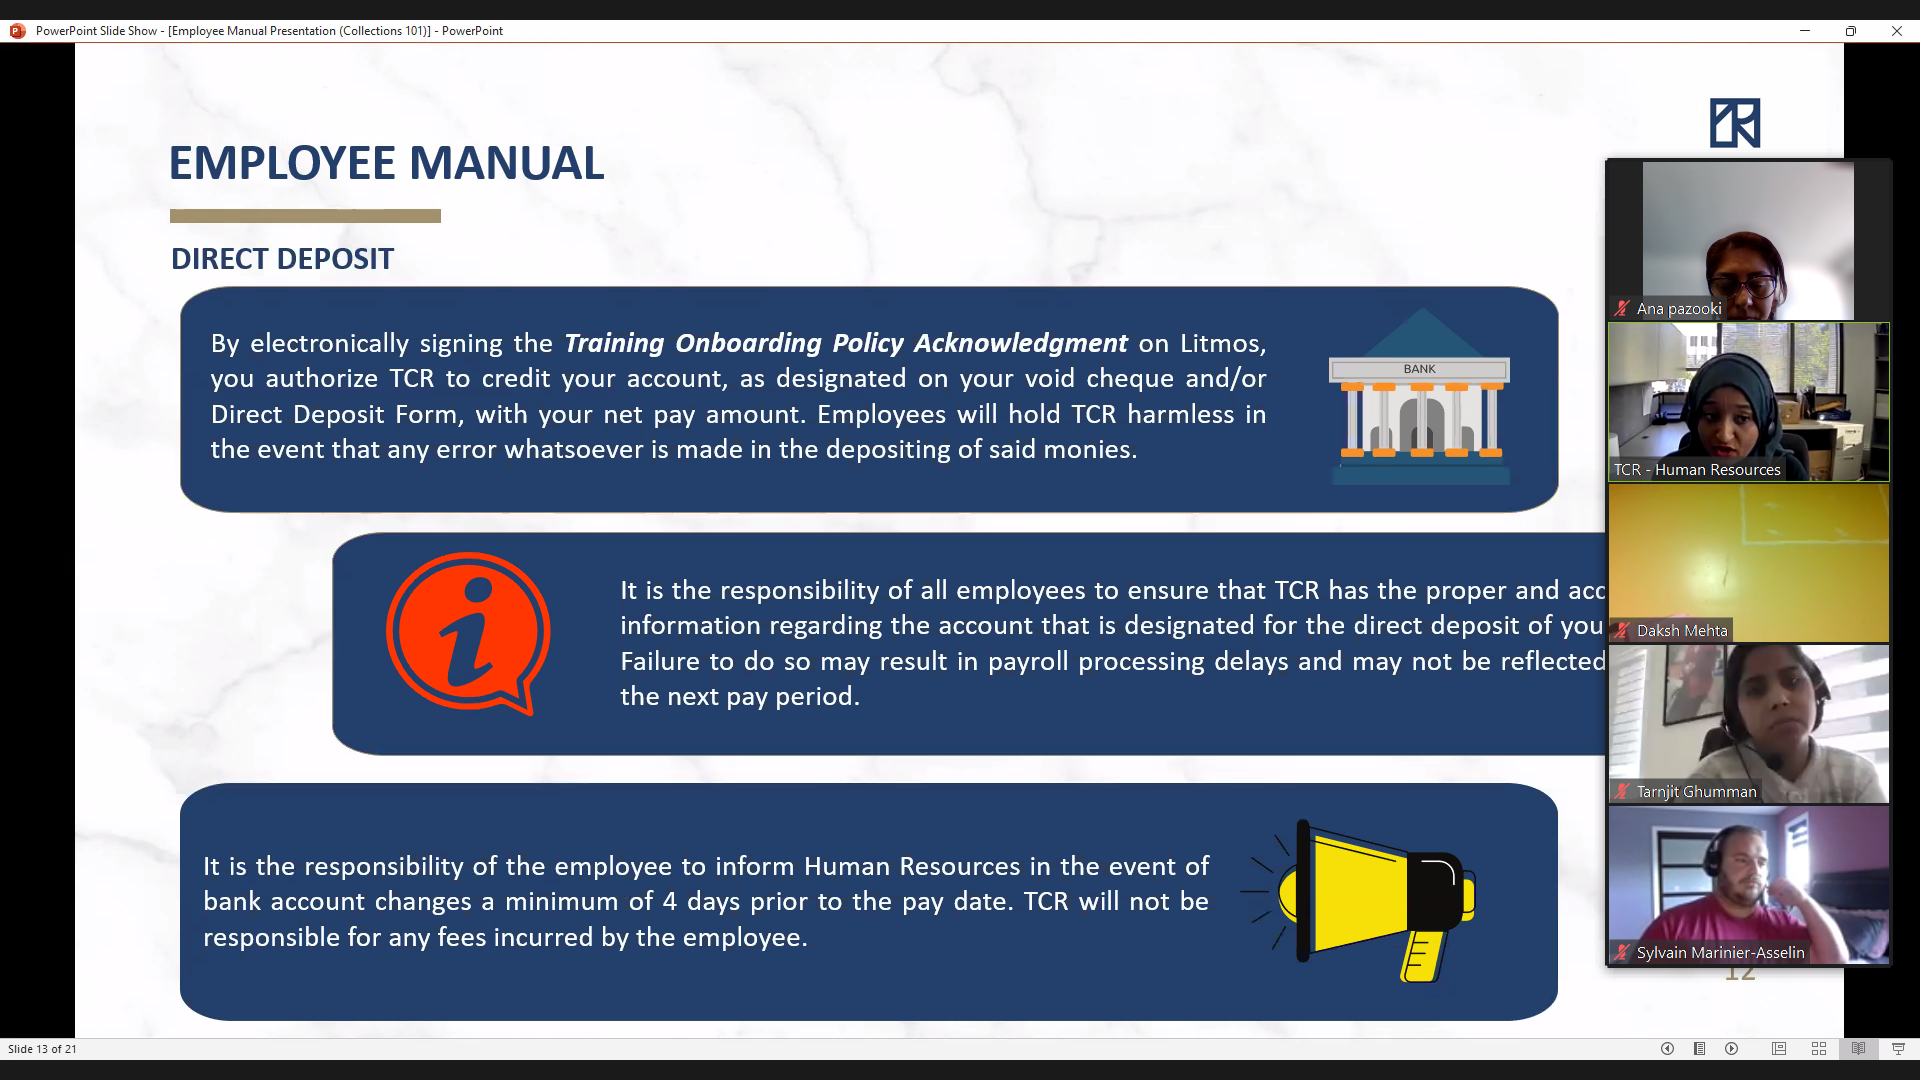 PowerPoint Slide Show - [Employee Manual Presentation (Collections 101)] - PowerPoint
EMPLOYEE MANUAL
DIRECT DEPOSIT
By electronically signing the Training Onboarding Policy Acknowledgment on Litmos,
you authorize TCR to credit your account, as designated on your void cheque and/or
Direct Deposit Form, with your net pay amount. Employees will hold TCR harmless in
the event that any error whatsoever is made in the depositing of said monies.
BANK
It is the responsibility of all employees to ensure that TCR has the proper and acc
information regarding the account that is designated for the direct deposit of you
Failure to do so may result in payroll processing delays and may not be reflected
the next pay period.
It is the responsibility of the employee to inform Human Resources in the event of
bank account changes a minimum of 4 days prior to the pay date. TCR will not be
responsible for any fees incurred by the employee.
Ana pazooki
TCR - Human Resources
Daksh Mehta
Tarnjit Ghumman
Sylvain Marinier-Asselin
12
Slide 13 of 21